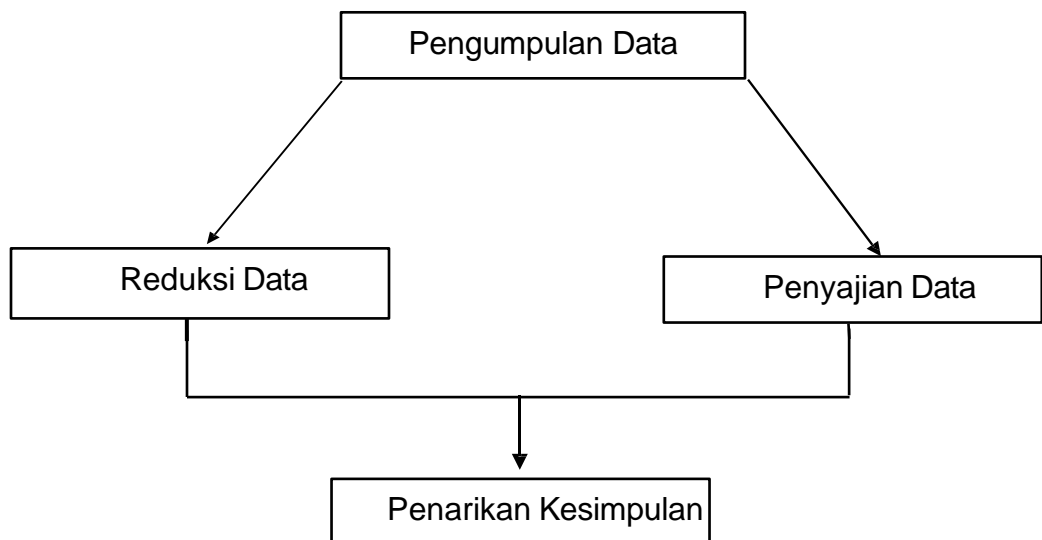 Pengumpulan Data
Reduksi Data
Penyajian Data
Penarikan Kesimpulan